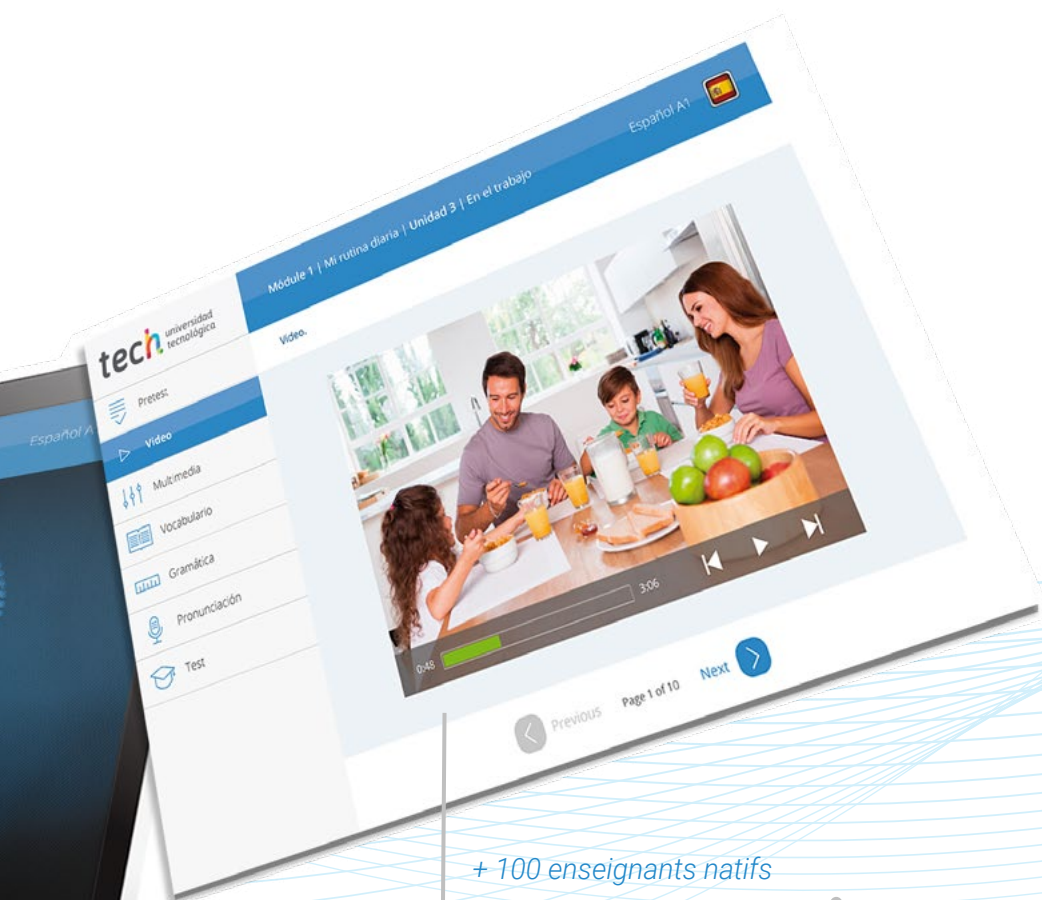 Español A1
Módule 1 | Mi rutina diaria | Unidad 3 | En el trabajo
tech universidad
tecnológica
Video.
Pretest
Video
Multimedia
Vocabulario
Gramática
Pronunciación
Test
Español A
0:48
3:06
Previous
Page 1 of 10
Next
+ 100 enseignants natifs